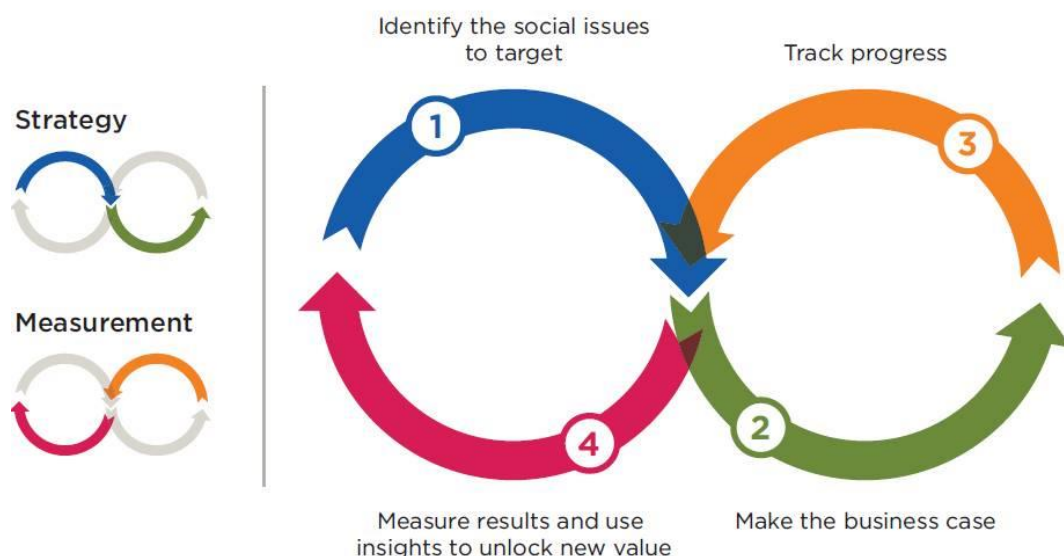 Strategy
Measurement
Identify the social issues
to target
Track progress
1
3
4
2
Measure results and use
insights to unlock new value
Make the business case